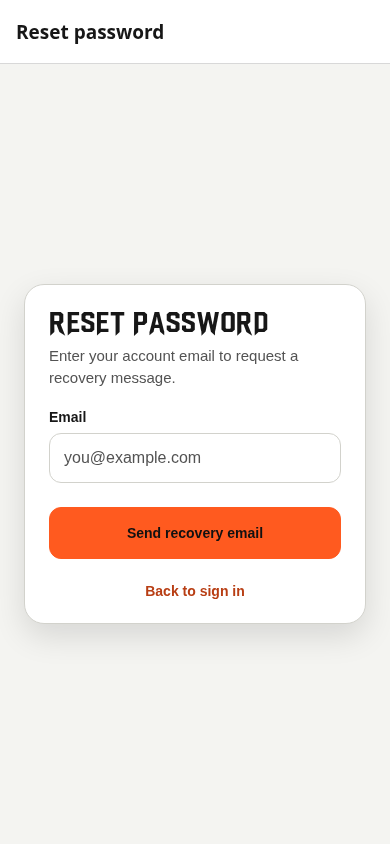 Reset password
RESET PASSWORD
Enter your account email to request a
recovery message.
Email
you@example.com
Send recovery email
Back to sign in